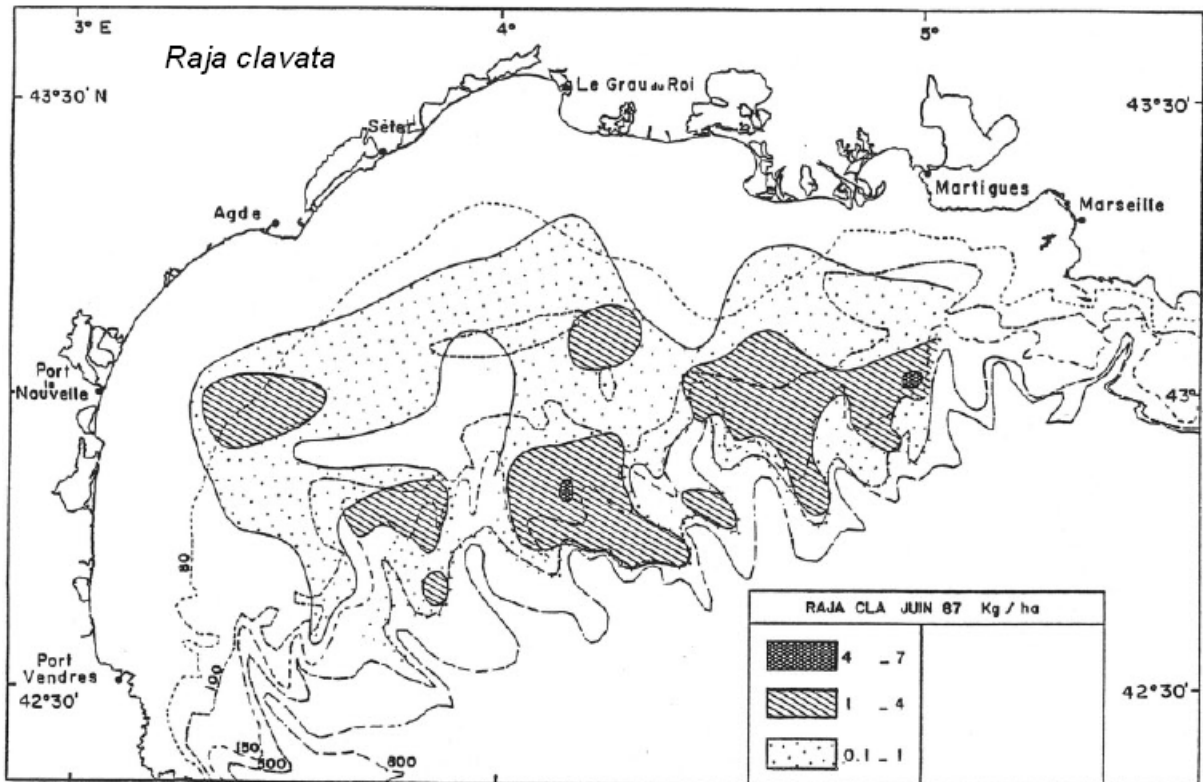 3° E
4°
5°
Raja clavata
43°30' N
43°30'
Le Grau du Roi
Sète
Martigues
Agde
Marseille
Port la Nouvelle
43°
80
100
150
500
800
Port Vendres
42°30'
42°30'
RAJA CLA JUIN 87 Kg / ha
4 _ 7
1 _ 4
0.1 _ 1